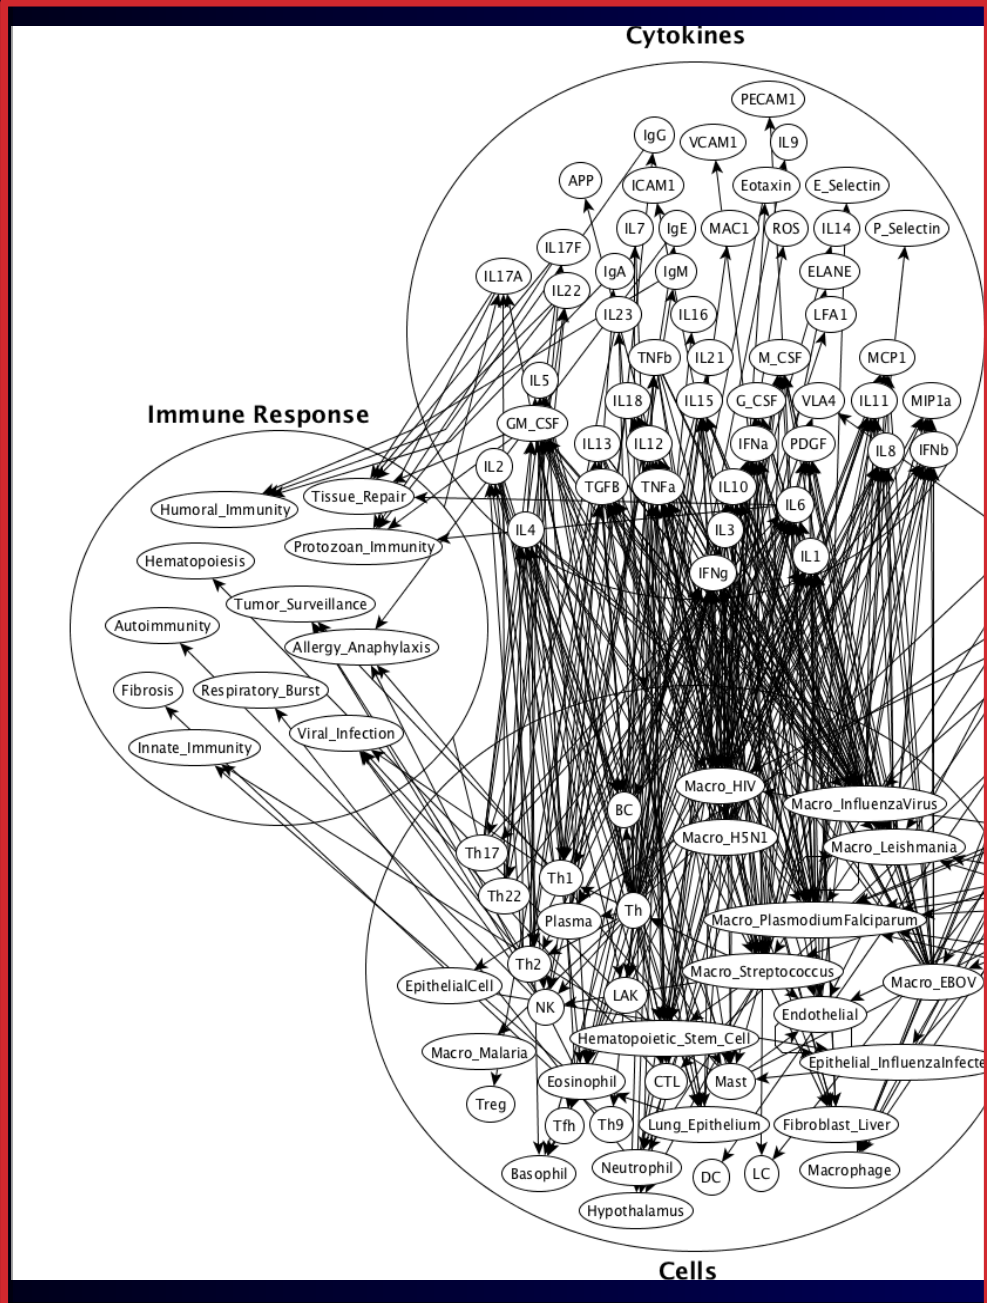 Cytokines
PECAM1
IgG
VCAM1
IL9
APP
ICAM1
Eotaxin
E_Selectin
IL7
IgE
MAC1
ROS
IL14
P_Selectin
IL17F
IL17A
IgA
IgM
ELANE
IL22
IL23
IL16
LFA1
TNFb
IL21
M_CSF
MCP1
IL5
IL18
IL15
G_CSF
VLA4
IL11
MIP1a
Immune Response
GM_CSF
IL13
IL12
IFNa
PDGF
IL8
IFNb
IL2
TGFB
TNFa
IL10
IL6
Humoral_Immunity
Tissue_Repair
IL4
IL3
Protozoan_Immunity
IL1
Hematopoiesis
IFNg
Tumor_Surveillance
Autoimmunity
Allergy_Anaphylaxis
Fibrosis
Respiratory_Burst
Viral_Infection
Innate_Immunity
Macro_HIV
BC
Macro_InfluenzaVirus
Macro_H5N1
Macro_Leishmania
Th17
Th1
Th22
Th
Plasma
Macro_PlasmodiumFalciparum
Th2
Macro_Streptococcus
EpithelialCell
Macro_EBOV
NK
LAK
Endothelial
Hematopoietic_Stem_Cell
Macro_Malaria
Epithelial_InfluenzaInfecte
Eosinophil
CTL
Mast
Treg
Tfh
Th9
Lung_Epithelium
Fibroblast_Liver
Basophil
Neutrophil
DC
LC
Macrophage
Hypothalamus
Cells